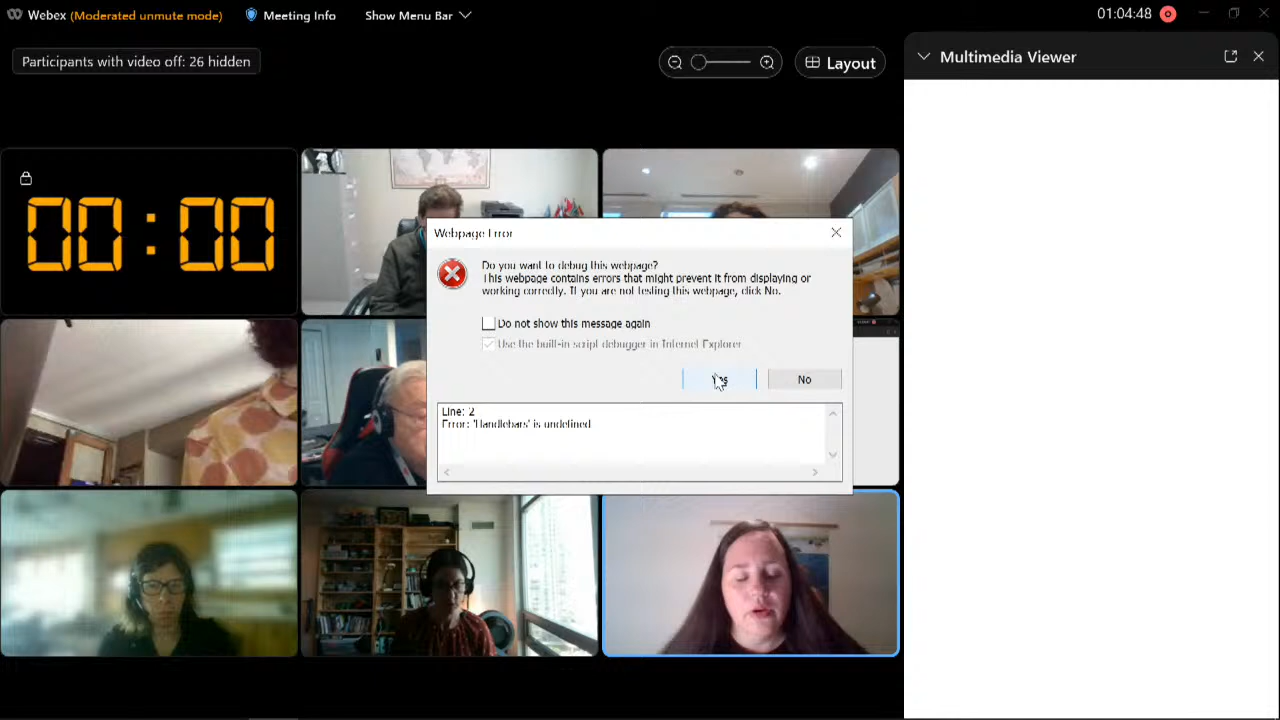 Webex (Moderated unmute mode) Meeting Info Show Menu Bar 01:04:48
Participants with video off: 26 hidden
Layout
Multimedia Viewer
00:00
Webpage Error
Do you want to debug this webpage?
This webpage contains errors that might prevent it from displaying or
working correctly. If you are not testing this webpage, click No.
Do not show this message again
Use the built-in script debugger in Internet Explorer
Yes No
Line: 2
Error: 'Handlebars' is undefined